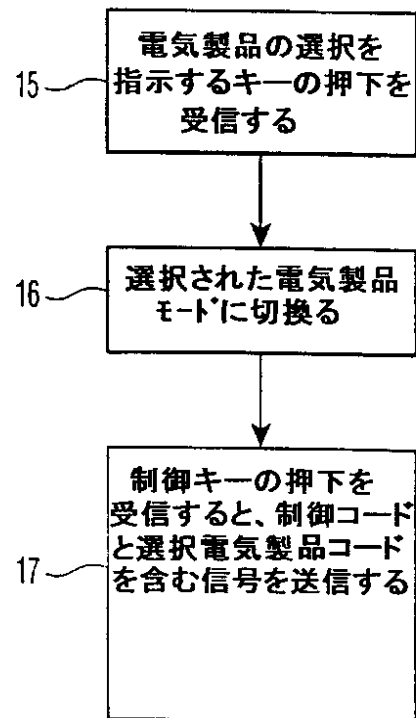 15
電気製品の選択を
指示するキーの押下を
受信する
16
選択された電気製品
モードに切換る
17
制御キーの押下を
受信すると、制御コード
と選択電気製品コード
を含む信号を送信する